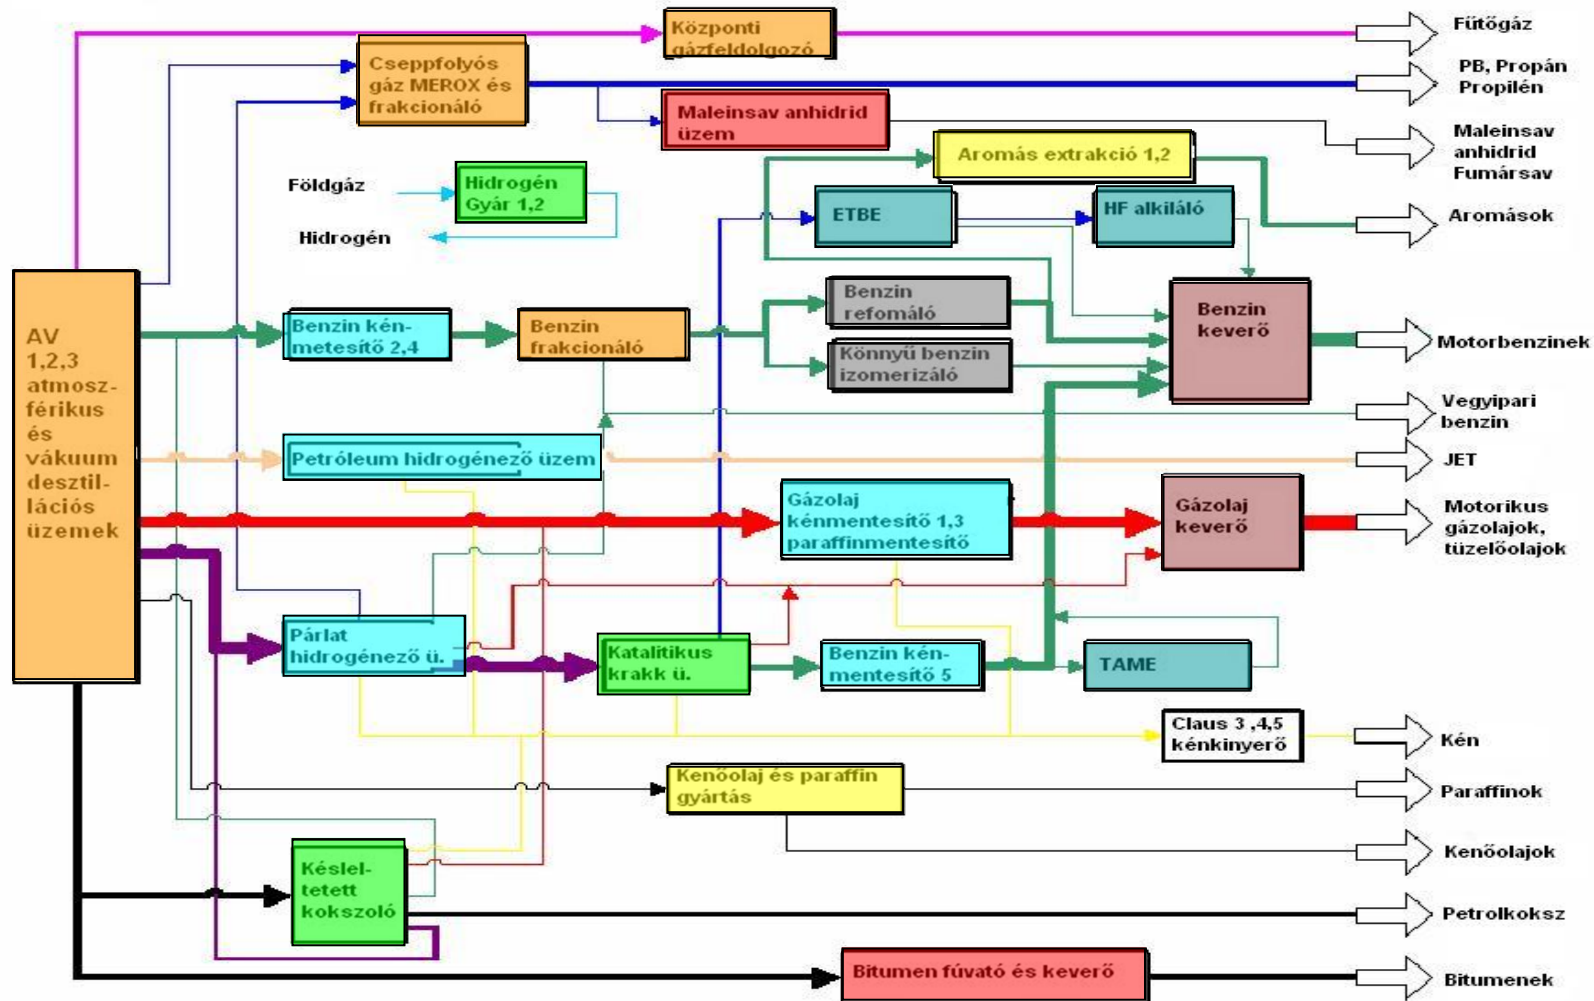 Központi
gázfeldolgozó
Fűtőgáz
Cseppfolyós
gáz MEROX és
frakcionáló
PB, Propán
Propilén
Maleinsav anhidrid
üzem
Maleinsav
anhidrid
Fumársav
Aromás extrakció 1,2
Földgáz
Hidrogén
Gyár 1,2
Hidrogén
ETBE
HF alkiláló
Aromások
AV
1,2,3
atmosz-
férikus
és
vákuum
desztil-
lációs
üzemek
Benzin kén-
metesítő 2,4
Benzin
frakcionáló
Benzin
refomáló
Könnyű benzin
izomerizáló
Benzin
keverő
Motorbenzinek
Vegyipari
benzin
Petróleum hidrogénező üzem
JET
Gázolaj
kénmentesítő 1,3
paraffinmentesítő
Gázolaj
keverő
Motorikus
gázolajok,
tüzelőolajok
Párlat
hidrogénező ü.
Katalitikus
krakk ü.
Benzin kén-
mentesítő 5
TAME
Claus 3 ,4,5
kénkinyerő
Kén
Kenőolaj és paraffin
gyártás
Paraffinok
Kenőolajok
Késlel-
tetett
kokszoló
Petrolkoksz
Bitumen fúvató és keverő
Bitumenek